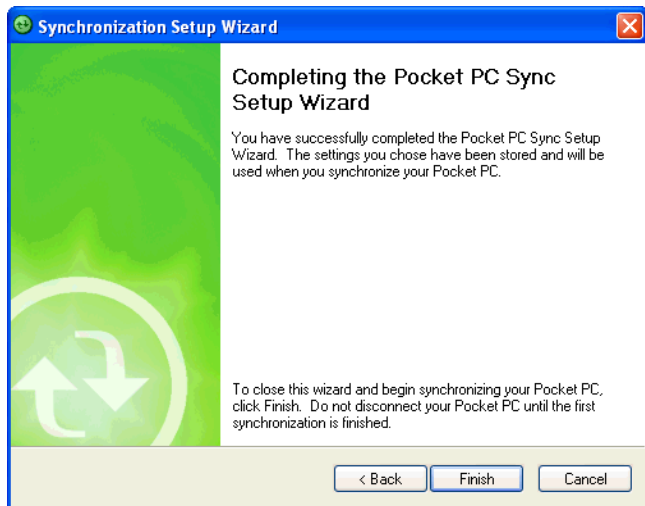 Synchronization Setup Wizard
Completing the Pocket PC Sync
Setup Wizard
You have successfully completed the Pocket PC Sync Setup
Wizard. The settings you chose have been stored and will be
used when you synchronize your Pocket PC.
To close this wizard and begin synchronizing your Pocket PC,
click Finish. Do not disconnect your Pocket PC until the first
synchronization is finished.
< Back Finish Cancel